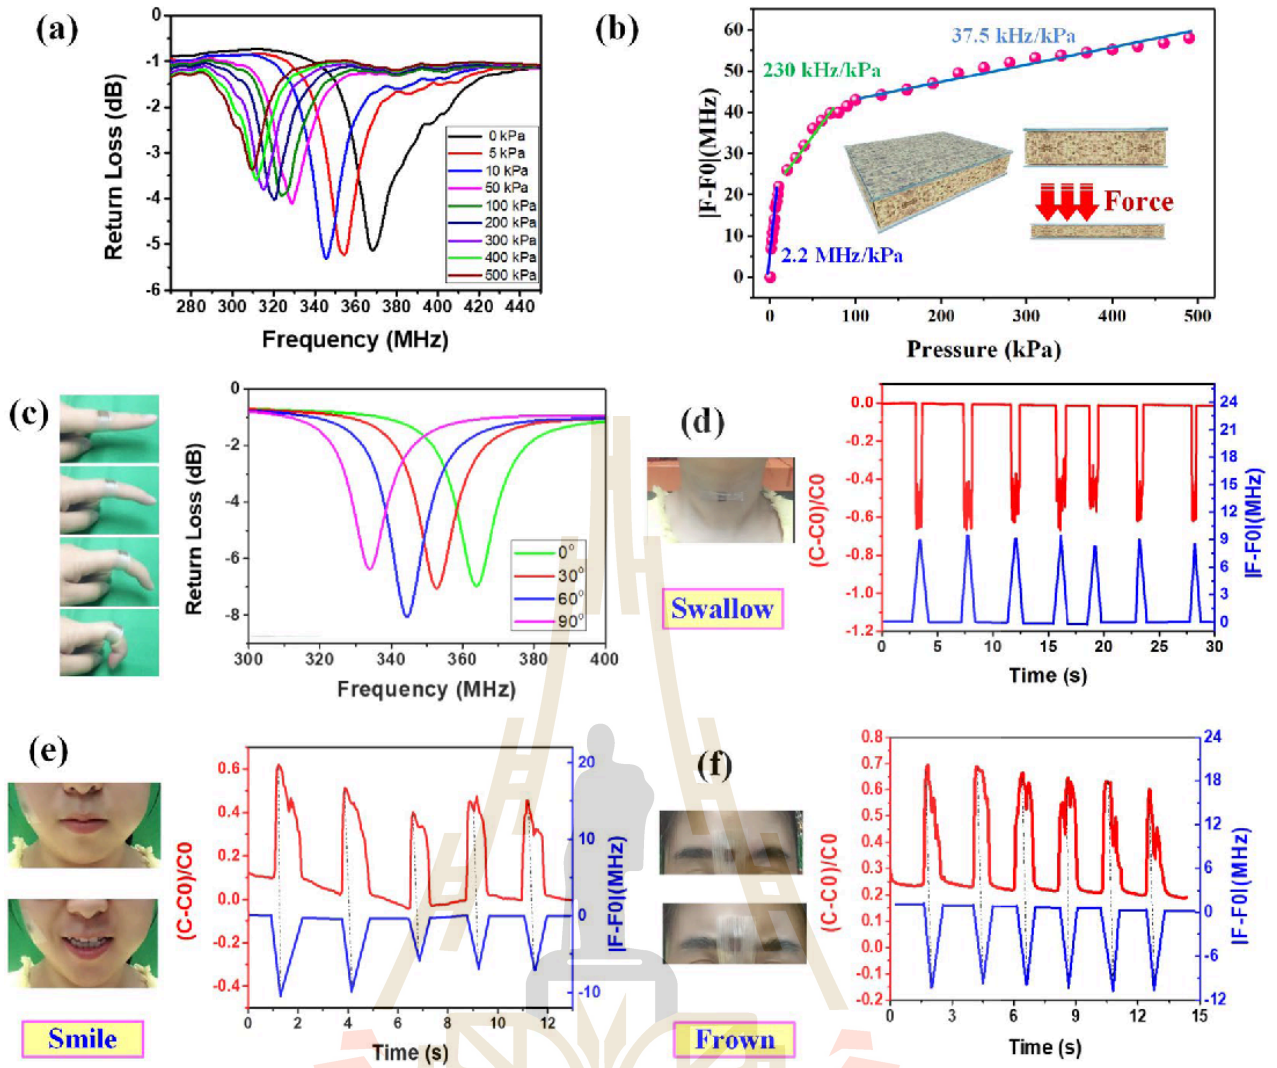 (a)
0
-1
-2
-3
-4
-5
-6
Return Loss (dB)
280 300 320 340 360 380 400 420 440
Frequency (MHz)
0 kPa
5 kPa
10 kPa
50 kPa
100 kPa
200 kPa
300 kPa
400 kPa
500 kPa
(b)
60
50
40
30
20
10
0
|F-F0|(MHz)
37.5 kHz/kPa
230 kHz/kPa
2.2 MHz/kPa
Force
0 100 200 300 400 500
Pressure (kPa)
(c)
0
-2
-4
-6
-8
Return Loss (dB)
0°
30°
60°
90°
300 320 340 360 380 400
Frequency (MHz)
(d)
Swallow
0.0
-0.2
-0.4
-0.6
-0.8
-1.0
-1.2
(C-C0)/C0
24
21
18
15
12
9
6
3
0
|F-F0|(MHz)
0 5 10 15 20 25 30
Time (s)
(e)
Smile
0.6
0.4
0.2
0.0
-0.2
-0.4
(C-C0)/C0
20
10
0
-10
|F-F0|(MHz)
0 2 4 6 8 10 12
Time (s)
(f)
Frown
0.8
0.7
0.6
0.5
0.4
0.3
0.2
0.1
0.0
-0.1
-0.2
(C-C0)/C0
24
18
12
6
0
-6
-12
|F-F0|(MHz)
0 3 6 9 12 15
Time (s)